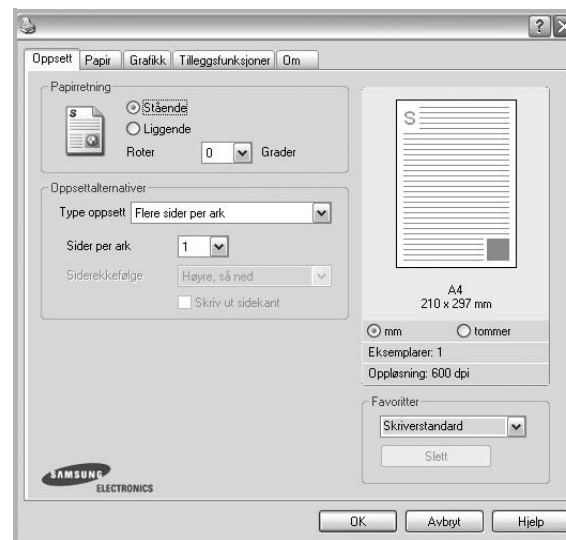 Oppsett Papir Grafikk Tilleggsfunksjoner Om
Papirretning
S
Stående
Liggende
Roter 0 Grader
Oppsettalternativer
Type oppsett Flere sider per ark
Sider per ark 1
Siderekkefølge Høyre, så ned
Skriv ut sidekant
S
A4
210 x 297 mm
mm tommer
Eksemplarer: 1
Oppløsning: 600 dpi
Favoritter
Skriverstandard
Slett
SAMSUNG
ELECTRONICS
OK Avbryt Hjelp